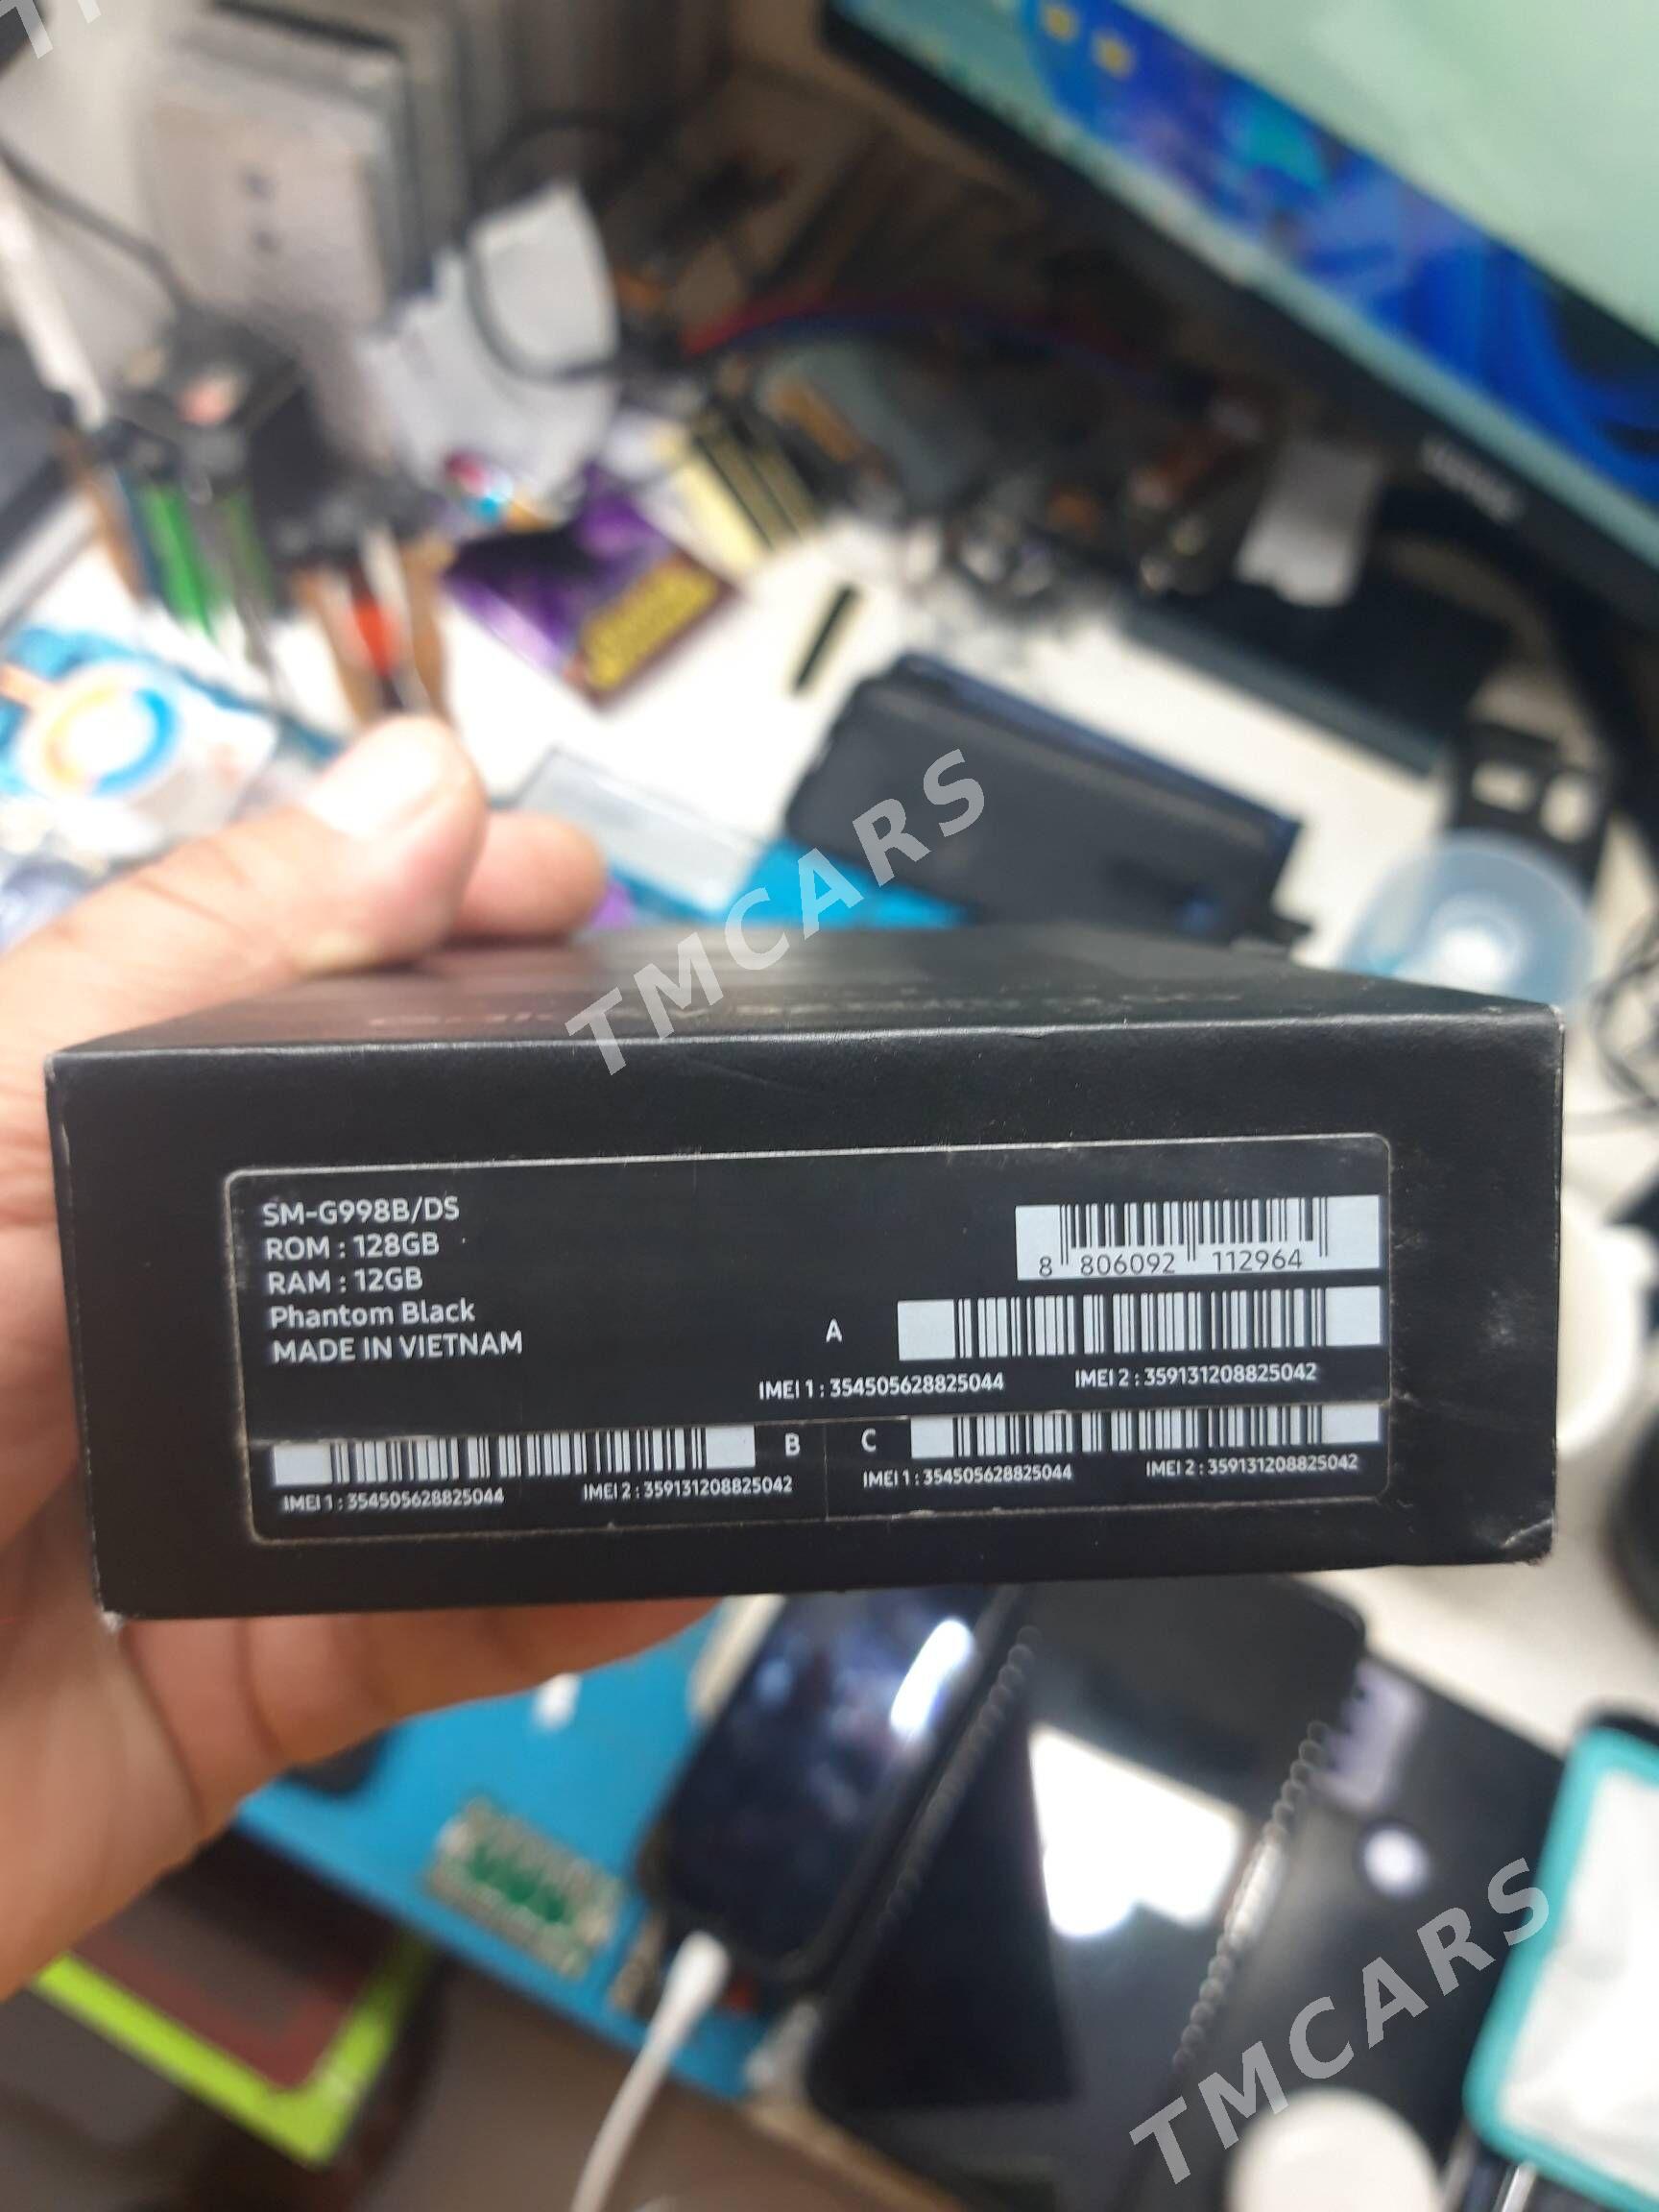 SM-G998B/DS
ROM : 128GB
RAM : 12GB
Phantom Black
MADE IN VIETNAM
8 806092 112964
A
IMEI 1 : 354505628825044 IMEI 2 : 359131208825042
B
IMEI 1 : 354505628825044 IMEI 2 : 359131208825042
C
IMEI 1 : 354505628825044 IMEI 2 : 359131208825042
TMCARS
TMCARS